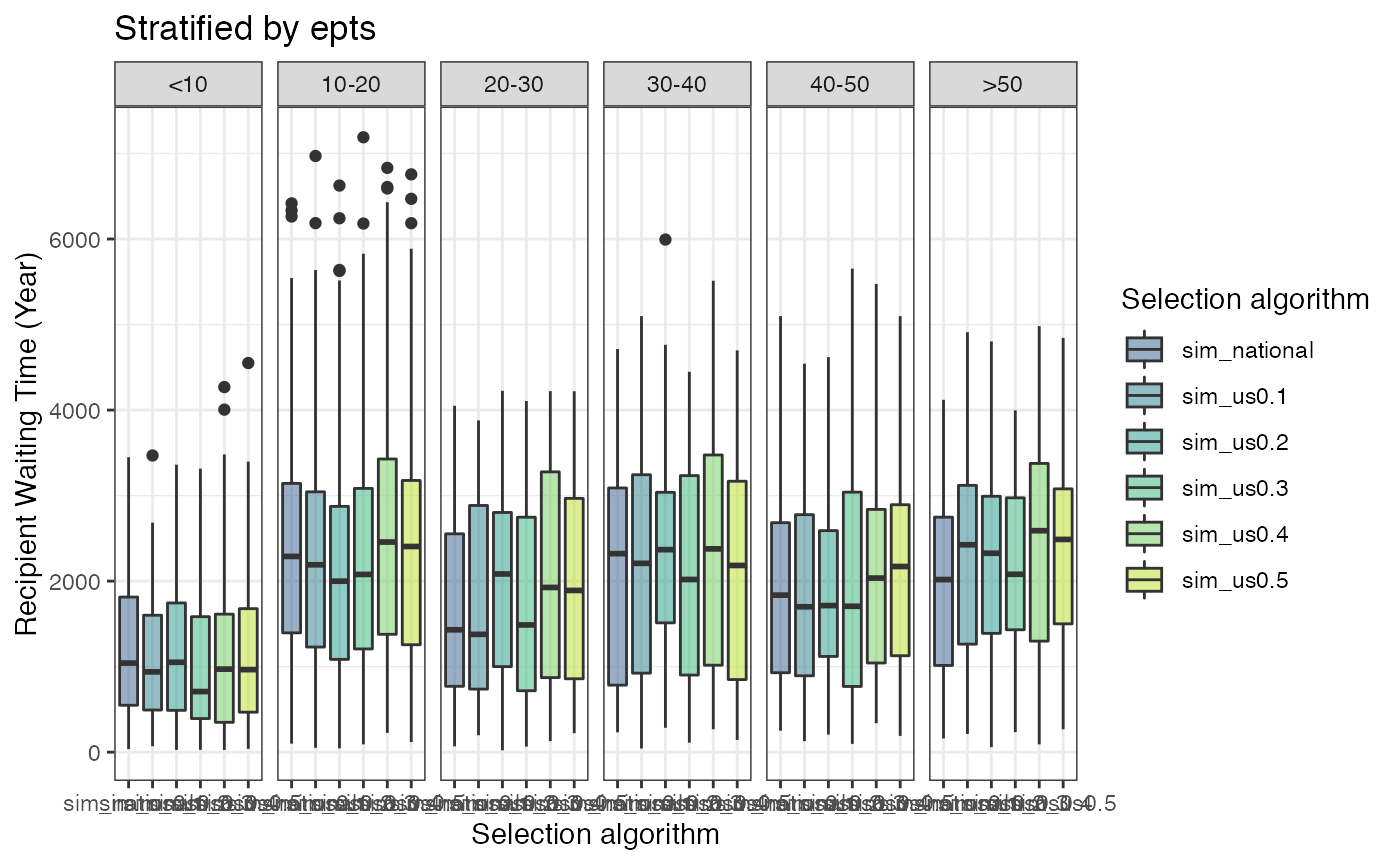 Stratified by epts
<10 10-20 20-30 30-40 40-50 >50
Recipient Waiting Time (Year)
6000
4000
2000
0
Selection algorithm
Selection algorithm
sim_national
sim_us0.1
sim_us0.2
sim_us0.3
sim_us0.4
sim_us0.5